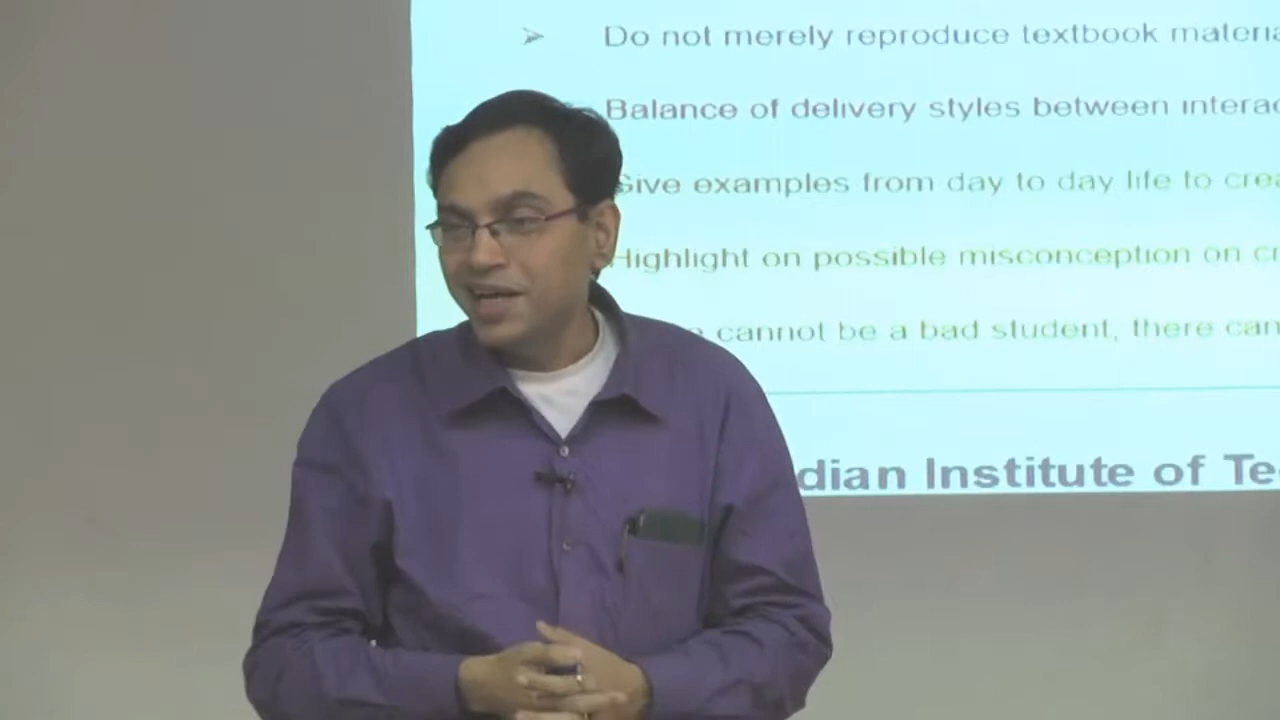 Do not merely reproduce textbook materia
Balance of delivery styles between interac
Give examples from day to day life to crea
Highlight on possible misconception on
cannot be a bad student, there can
dian Institute of Te